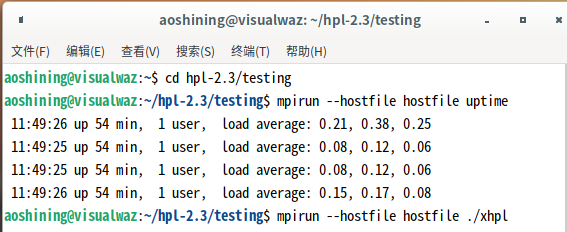 aoshining@visualwaz: ~/hpl-2.3/testing
文件(F) 编辑(E) 查看(V) 搜索(S) 终端(T) 帮助(H)
aoshining@visualwaz:~$ cd hpl-2.3/testing
aoshining@visualwaz:~/hpl-2.3/testing$ mpirun --hostfile hostfile uptime
 11:49:26 up 54 min,  1 user,  load average: 0.21, 0.38, 0.25
 11:49:25 up 54 min,  1 user,  load average: 0.08, 0.12, 0.06
 11:49:25 up 54 min,  1 user,  load average: 0.08, 0.12, 0.06
 11:49:26 up 54 min,  1 user,  load average: 0.15, 0.17, 0.08
aoshining@visualwaz:~/hpl-2.3/testing$ mpirun --hostfile hostfile ./xhpl